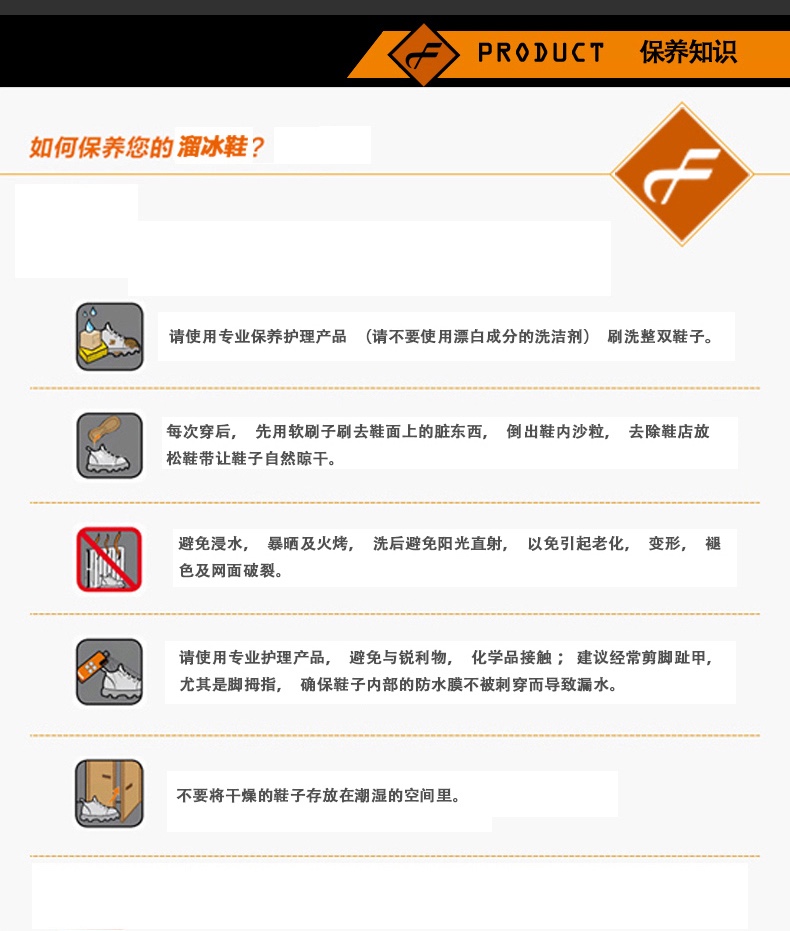 PRODUCT 保养知识
如何保养您的溜冰鞋?
请使用专业保养护理产品 (请不要使用漂白成分的洗洁剂) 刷洗整双鞋子。
每次穿后, 先用软刷子刷去鞋面上的脏东西, 倒出鞋内沙粒, 去除鞋店放
松鞋带让鞋子自然晾干。
避免浸水, 暴晒及火烤, 洗后避免阳光直射, 以免引起老化, 变形, 褪
色及网面破裂。
请使用专业护理产品, 避免与锐利物, 化学品接触; 建议经常剪脚趾甲,
尤其是脚拇指, 确保鞋子内部的防水膜不被刺穿而导致漏水。
不要将干燥的鞋子存放在潮湿的空间里。